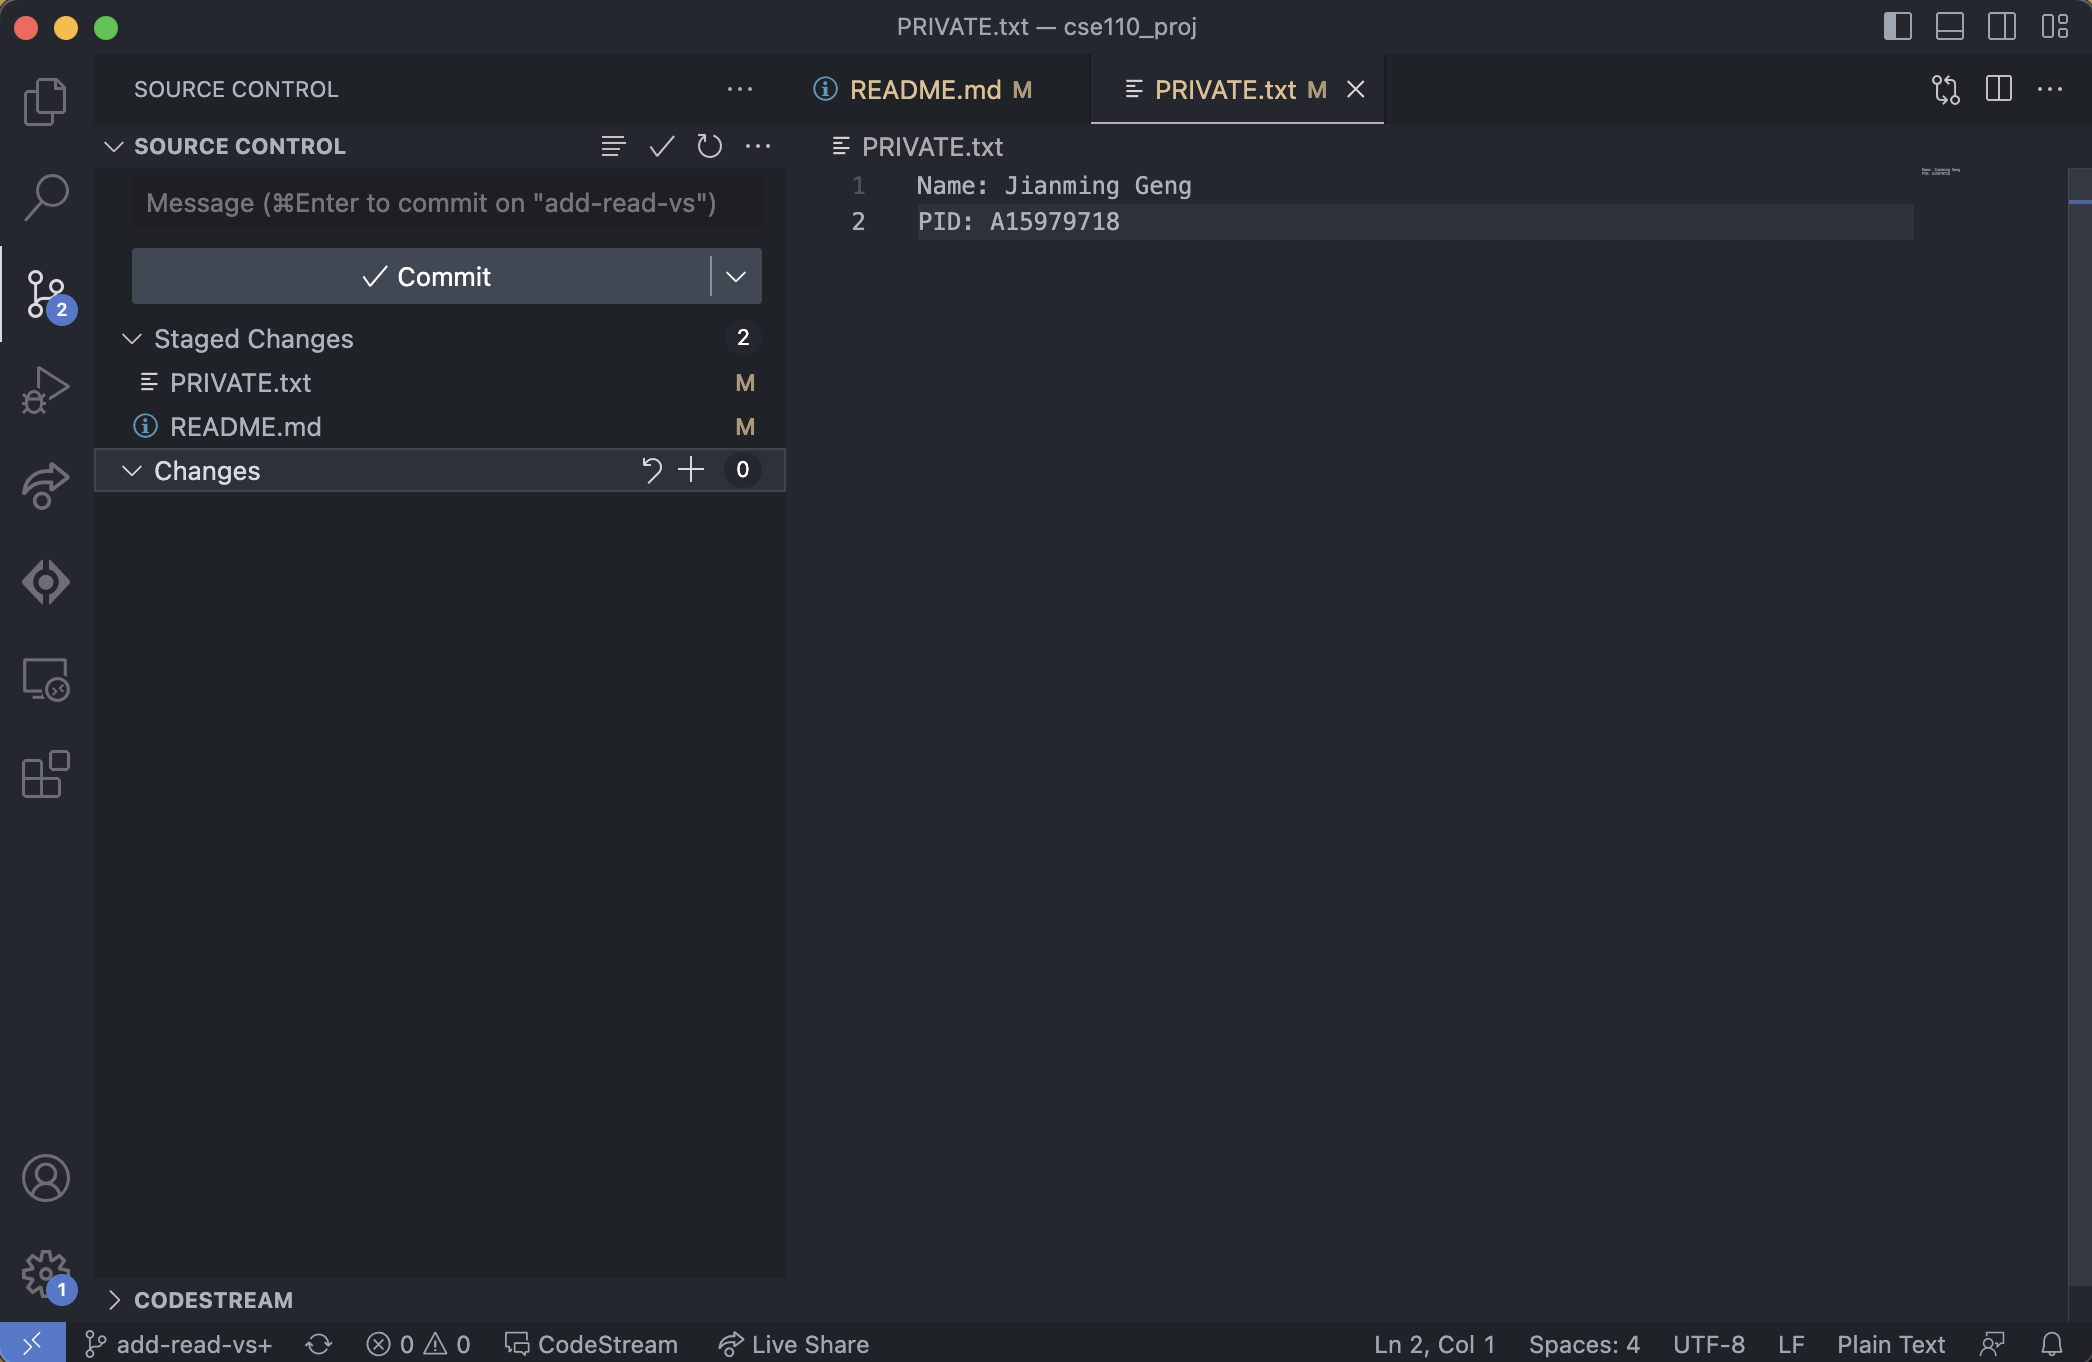 PRIVATE.txt — cse110_proj
SOURCE CONTROL
README.md M
PRIVATE.txt M
SOURCE CONTROL
PRIVATE.txt
Message (⌘Enter to commit on "add-read-vs")
1 Name: Jianming Geng
2 PID: A15979718
Commit
2
Staged Changes 2
PRIVATE.txt M
README.md M
Changes 0
1
CODESTREAM
add-read-vs+ 0 0 CodeStream Live Share Ln 2, Col 1 Spaces: 4 UTF-8 LF Plain Text